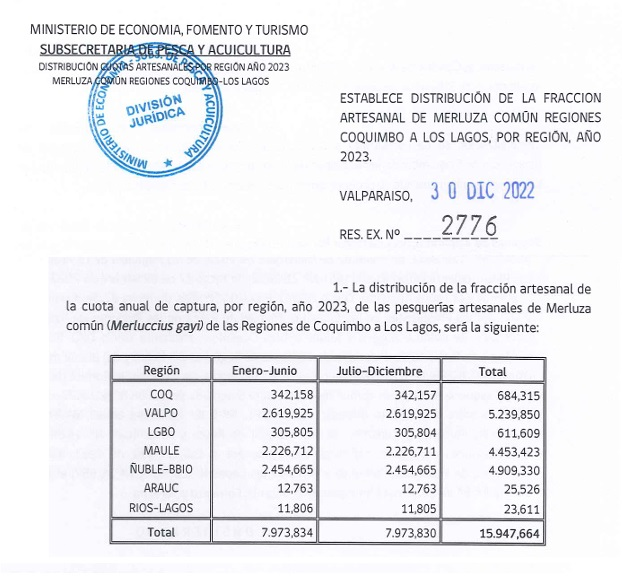 MINISTERIO DE ECONOMIA, FOMENTO Y TURISMO
SUBSECRETARIA DE PESCA Y ACUICULTURA
DISTRIBUCIÓN CUOTAS ARTESANALES POR REGIÓN AÑO 2023
MERLUZA COMÚN REGIONES COQUIMBO-LOS LAGOS
MINISTERIO DE ECONOMIA - SUBS. DE PESCA Y ACUICULTURA
DIVISIÓN
JURÍDICA
ESTABLECE DISTRIBUCIÓN DE LA FRACCION
ARTESANAL DE MERLUZA COMÚN REGIONES
COQUIMBO A LOS LAGOS, POR REGIÓN, AÑO
2023.
VALPARAISO, 30 DIC 2022
RES. EX. Nº 2776
1.- La distribución de la fracción artesanal de
la cuota anual de captura, por región, año 2023, de las pesquerías artesanales de Merluza
común (Merluccius gayi) de las Regiones de Coquimbo a Los Lagos, será la siguiente:
Región Enero-Junio Julio-Diciembre Total
COQ 342,158 342,157 684,315
VALPO 2.619,925 2.619,925 5.239,850
LGBO 305,805 305,804 611,609
MAULE 2.226,712 2.226,711 4.453,423
ÑUBLE-BBIO 2.454,665 2.454,665 4.909,330
ARAUC 12,763 12,763 25,526
RIOS-LAGOS 11,806 11,805 23,611
Total 7.973,834 7.973,830 15.947,664